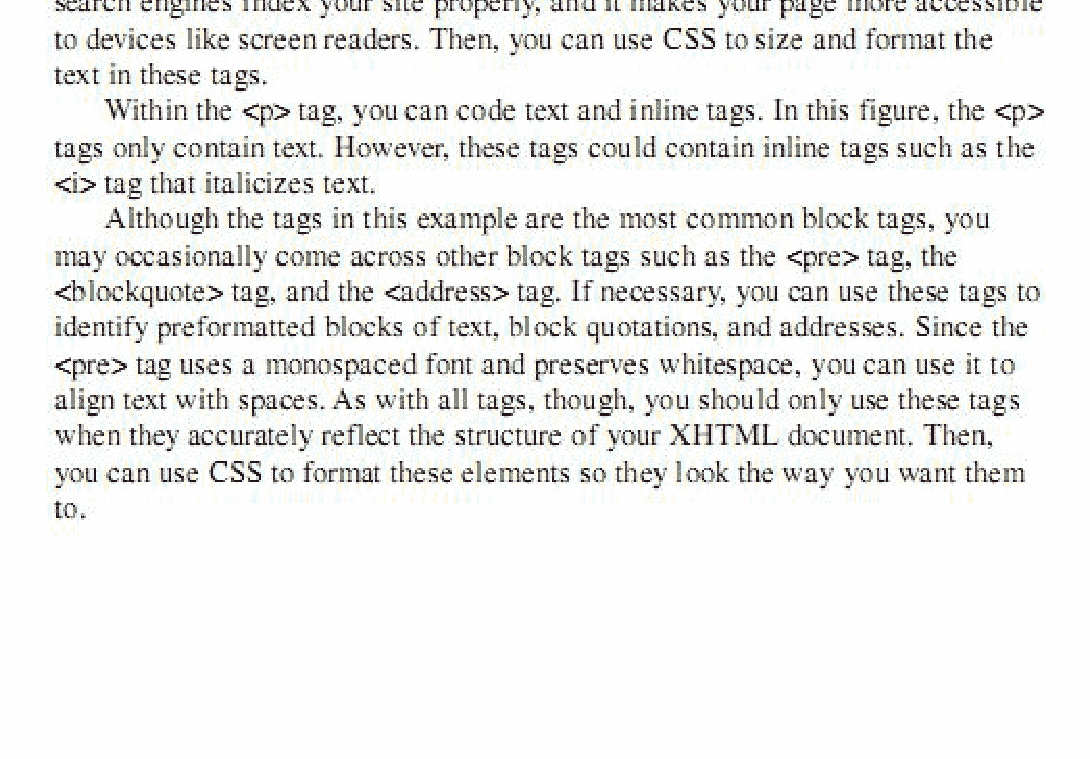 search engines index your site properly, and it makes your page more accessible
to devices like screen readers. Then, you can use CSS to size and format the
text in these tags.
Within the <p> tag, you can code text and inline tags. In this figure, the <p>
tags only contain text. However, these tags could contain inline tags such as the
<i> tag that italicizes text.
Although the tags in this example are the most common block tags, you
may occasionally come across other block tags such as the <pre> tag, the
<blockquote> tag, and the <address> tag. If necessary, you can use these tags to
identify preformatted blocks of text, block quotations, and addresses. Since the
<pre> tag uses a monospaced font and preserves whitespace, you can use it to
align text with spaces. As with all tags, though, you should only use these tags
when they accurately reflect the structure of your XHTML document. Then,
you can use CSS to format these elements so they look the way you want them
to.